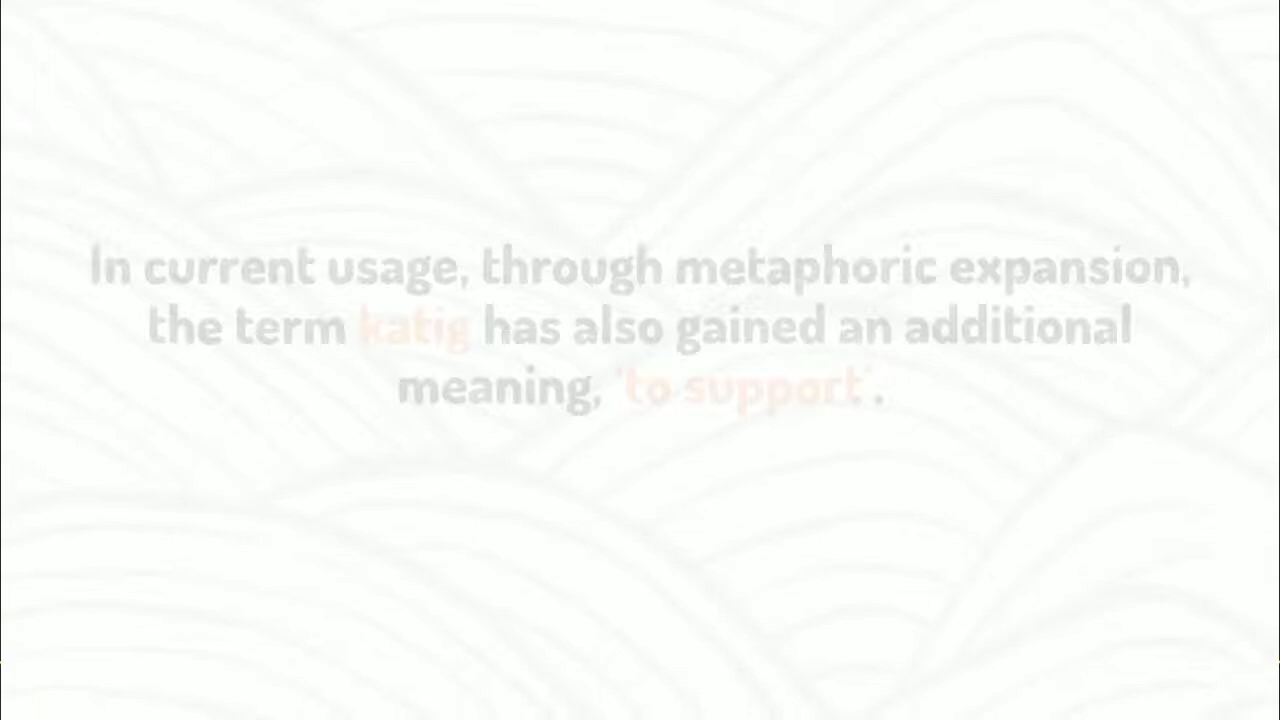 In current usage, through metaphoric expansion,
the term katig has also gained an additional
meaning, 'to support'.